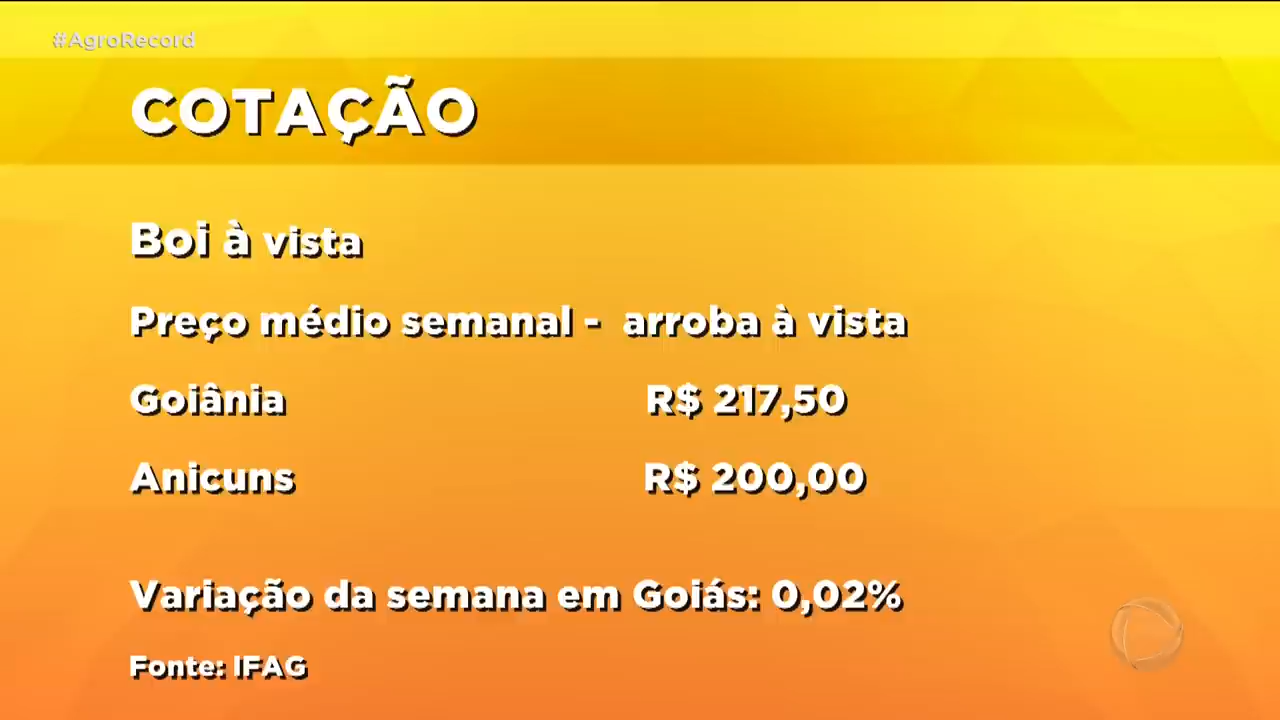 #AgroRecord
COTAÇÃO
Boi à vista
Preço médio semanal - arroba à vista
Goiânia R$ 217,50
Anicuns R$ 200,00
Variação da semana em Goiás: 0,02%
Fonte: IFAG